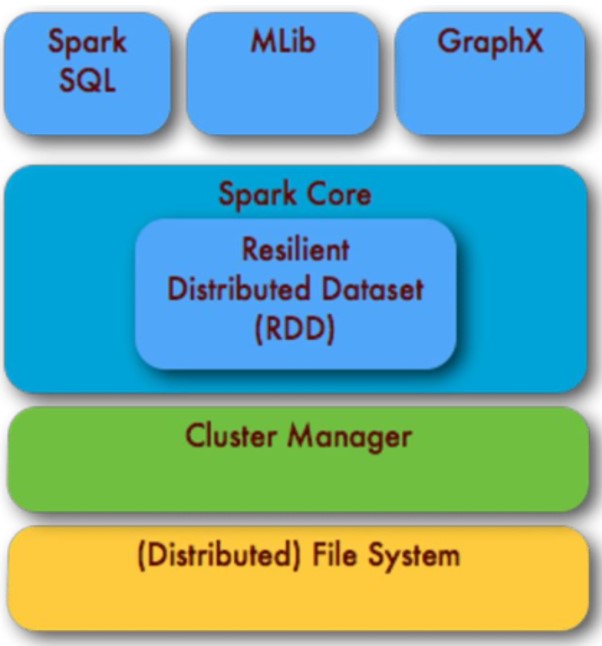 Spark
SQL
MLib
GraphX
Spark Core
Resilient
Distributed Dataset
(RDD)
Cluster Manager
(Distributed) File System